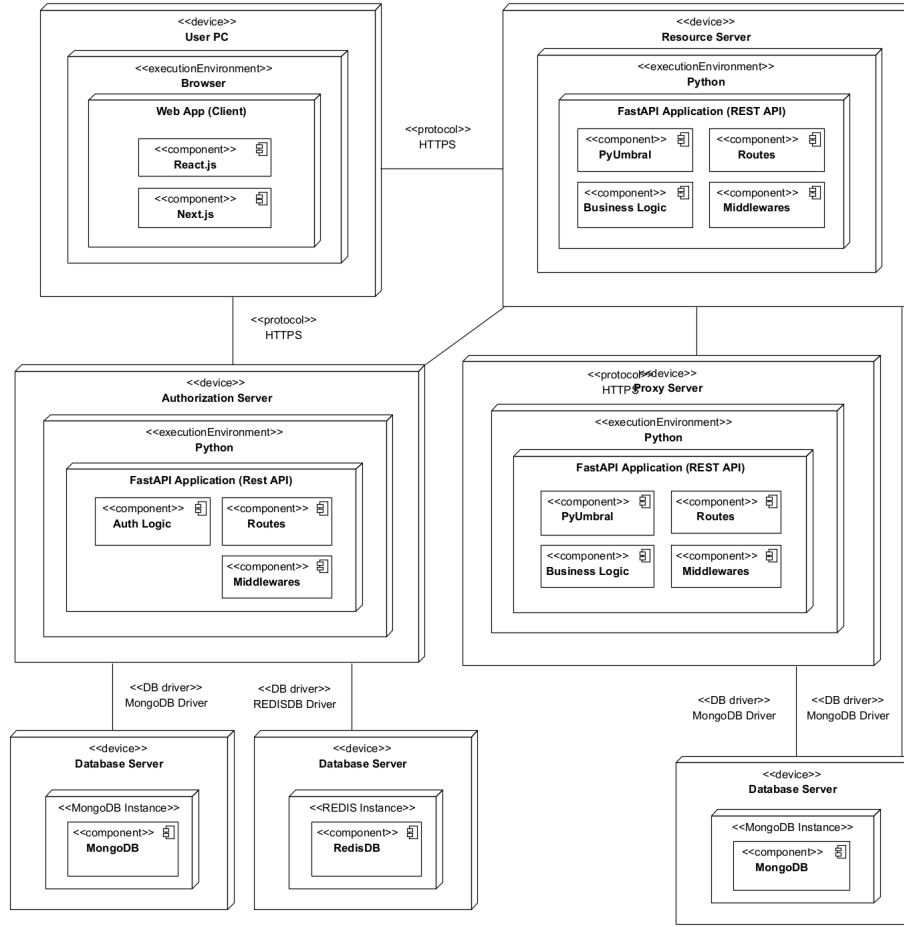 <<device>>
User PC
<<executionEnvironment>>
Browser
Web App (Client)
<<component>>
React.js
<<component>>
Next.js
<<protocol>>
HTTPS
<<device>>
Resource Server
<<executionEnvironment>>
Python
FastAPI Application (REST API)
<<component>>
PyUmbral
<<component>>
Routes
<<component>>
Business Logic
<<component>>
Middlewares
<<protocol>>
HTTPS
<<device>>
Authorization Server
<<executionEnvironment>>
Python
FastAPI Application (Rest API)
<<component>>
Auth Logic
<<component>>
Routes
<<component>>
Middlewares
<<protocol>>
HTTPS
<<device>>
Proxy Server
<<executionEnvironment>>
Python
FastAPI Application (REST API)
<<component>>
PyUmbral
<<component>>
Routes
<<component>>
Business Logic
<<component>>
Middlewares
<<DB driver>>
MongoDB Driver
<<DB driver>>
REDISDB Driver
<<DB driver>>
MongoDB Driver
<<DB driver>>
MongoDB Driver
<<device>>
Database Server
<<MongoDB Instance>>
<<component>>
MongoDB
<<device>>
Database Server
<<REDIS Instance>>
<<component>>
RedisDB
<<device>>
Database Server
<<MongoDB Instance>>
<<component>>
MongoDB